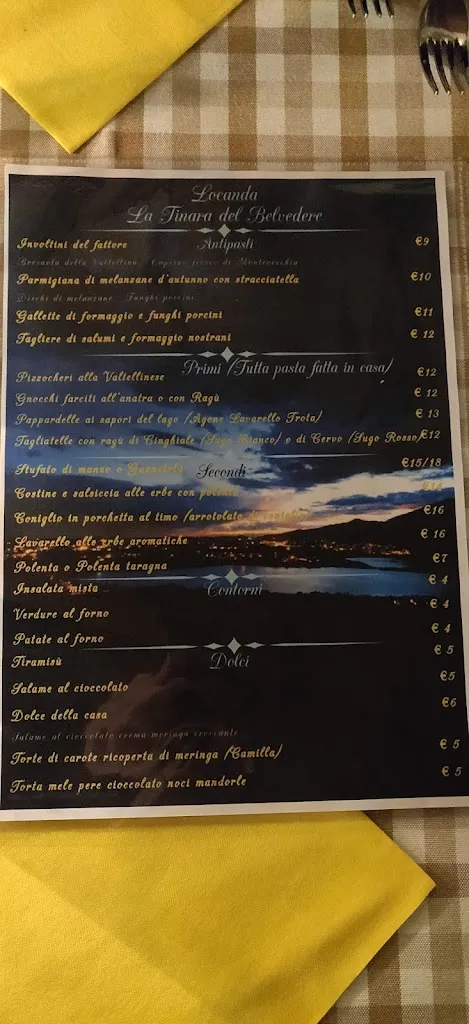 Locanda
La Tinara del Belvedere
Antipasti
Involtini del fattore €9
Bresaola della Valtellina Caprino fresco di Montevecchia
Parmigiana di melanzane d'autunno con stracciatella €10
Dischi di melanzane Funghi porcini
Gallette di formaggio e funghi porcini €11
Tagliere di salumi e formaggio nostrani € 12
Primi (Tutta pasta fatta in casa)
Pizzocheri alla Valtellinese €12
Gnocchi farciti all'anatra o con Ragù € 12
Pappardelle ai sapori del lago (Agone Lavarello Trota) € 13
Tagliatelle con ragù di Cinghiale (Sugo Bianco) o di Cervo (Sugo Rosso) €12
Secondi
Stufato di manzo o Guanciola €15/18
Costine e salsiccia alle erbe con polenta
Coniglio in porchetta al timo (arrotolato di coniglio) €16
Lavarello alle erbe aromatiche € 16
Polenta o Polenta taragna €7
Contorni
Insalata mista € 4
Verdure al forno € 4
Patate al forno € 4
Dolci
Tiramisù € 5
Salame al cioccolato €5
Dolce della casa €6
Salame al cioccolato crema meringa croccante
Torte di carote ricoperta di meringa (Camilla) € 5
Torta mele pere cioccolato noci mandorle € 5